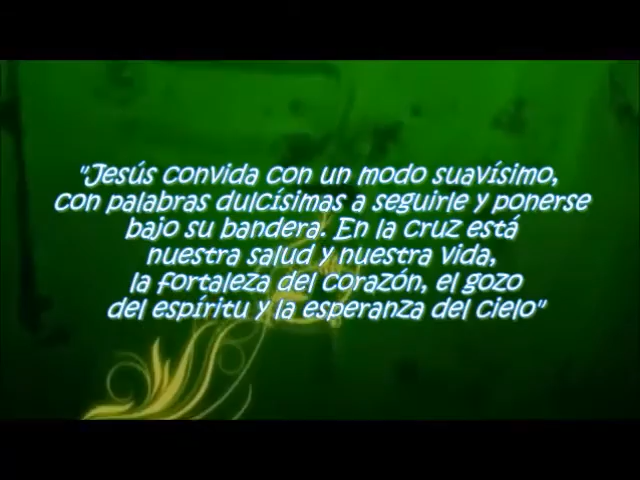 "Jesús convida con un modo suavísimo,
con palabras dulcísimas a seguirle y ponerse
bajo su bandera. En la cruz está
nuestra salud y nuestra vida,
la fortaleza del corazón, el gozo
del espíritu y la esperanza del cielo"